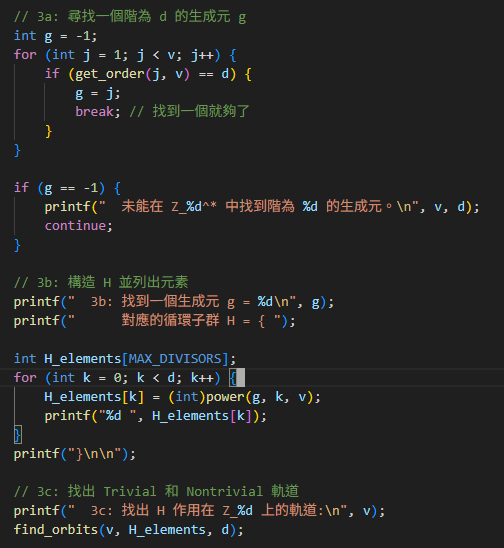 // 3a: 尋找一個階為 d 的生成元 g
int g = -1;
for (int j = 1; j < v; j++) {
    if (get_order(j, v) == d) {
        g = j;
        break; // 找到一個就夠了
    }
}

if (g == -1) {
    printf("  未能在 Z_%d^* 中找到階為 %d 的生成元。\n", v, d);
    continue;
}

// 3b: 構造 H 並列出元素
printf("  3b: 找到一個生成元 g = %d\n", g);
printf("      對應的循環子群 H = { ");

int H_elements[MAX_DIVISORS];
for (int k = 0; k < d; k++) {
    H_elements[k] = (int)power(g, k, v);
    printf("%d ", H_elements[k]);
}
printf("}\n\n");

// 3c: 找出 Trivial 和 Nontrivial 軌道
printf("  3c: 找出 H 作用在 Z_%d 上的軌道:\n", v);
find_orbits(v, H_elements, d);